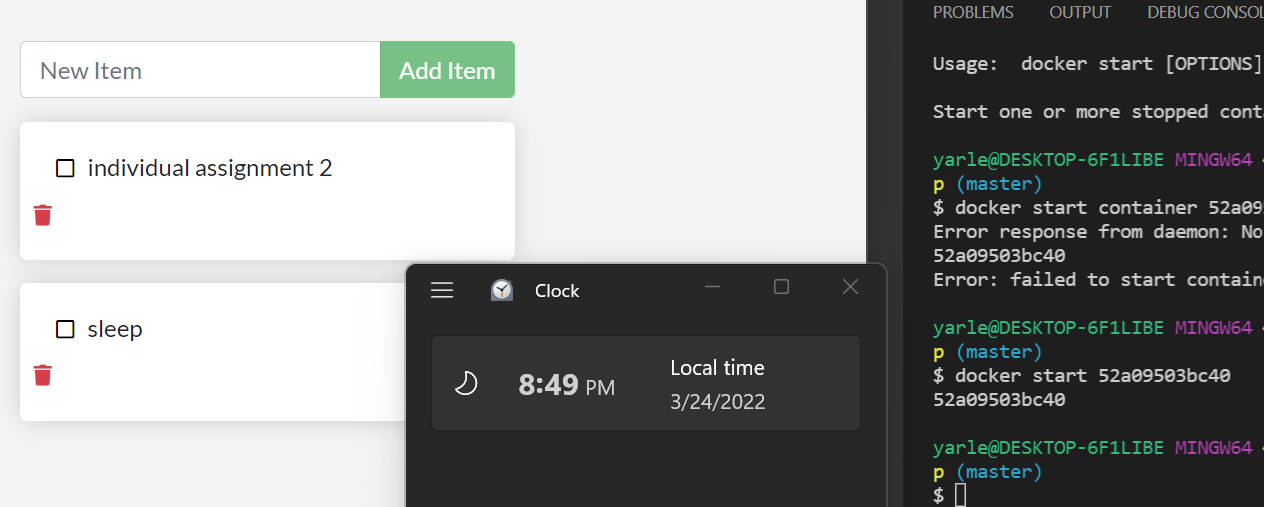 New Item
Add Item
individual assignment 2
sleep
Clock
8:49 PM
Local time
3/24/2022
PROBLEMS OUTPUT DEBUG CONSOL
Usage:  docker start [OPTIONS]
Start one or more stopped cont
yarle@DESKTOP-6F1LIBE MINGW64
p (master)
$ docker start container 52a09
Error response from daemon: No
52a09503bc40
Error: failed to start contain
yarle@DESKTOP-6F1LIBE MINGW64
p (master)
$ docker start 52a09503bc40
52a09503bc40
yarle@DESKTOP-6F1LIBE MINGW64
p (master)
$